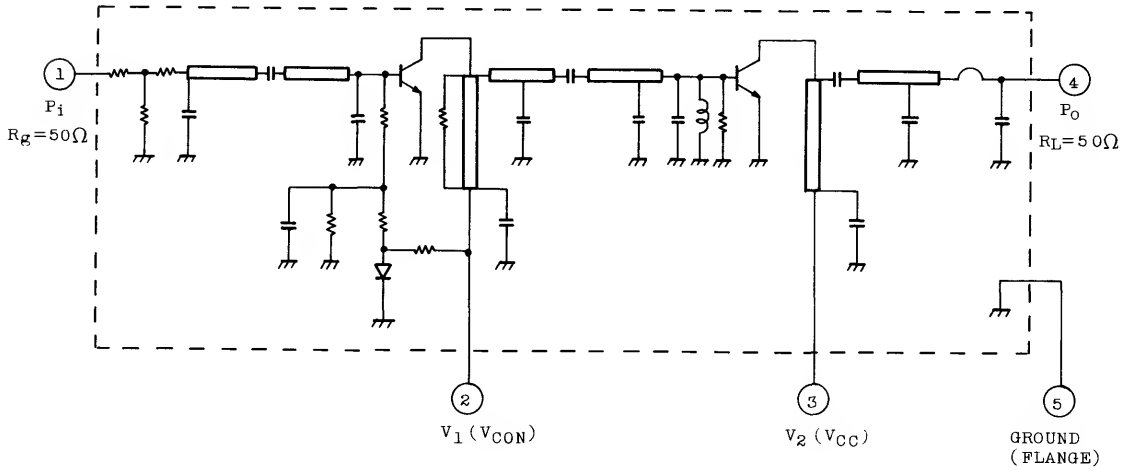 1
Pi
Rg=50Ω
4
Po
RL=50Ω
2
V1(VCON)
3
V2(VCC)
5
GROUND
(FLANGE)